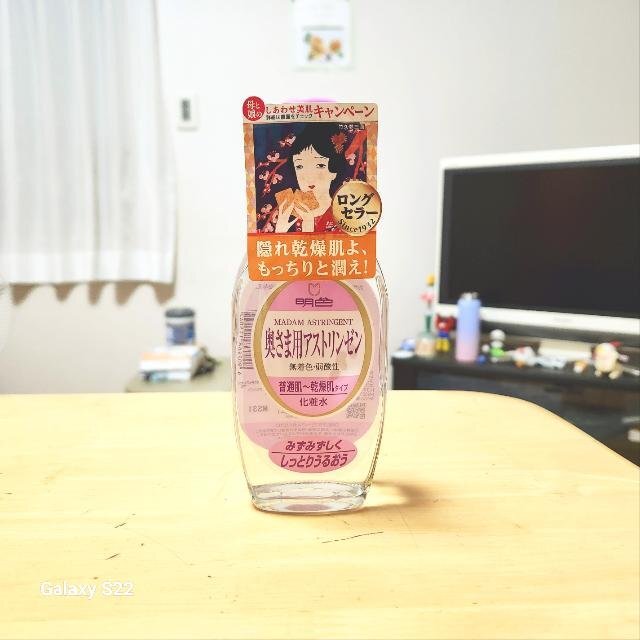 母と
娘の
しあわせ美肌
キャンペーン
ロング
セラー
Since1932
隠れ乾燥肌よ、
もっちりと潤え!
明色
MADAM ASTRINGENT
奥さま用アストリンゼン
無着色・弱酸性
普通肌〜乾燥肌タイプ
化粧水
みずみずしく
しっとりうるおう
Galaxy S22